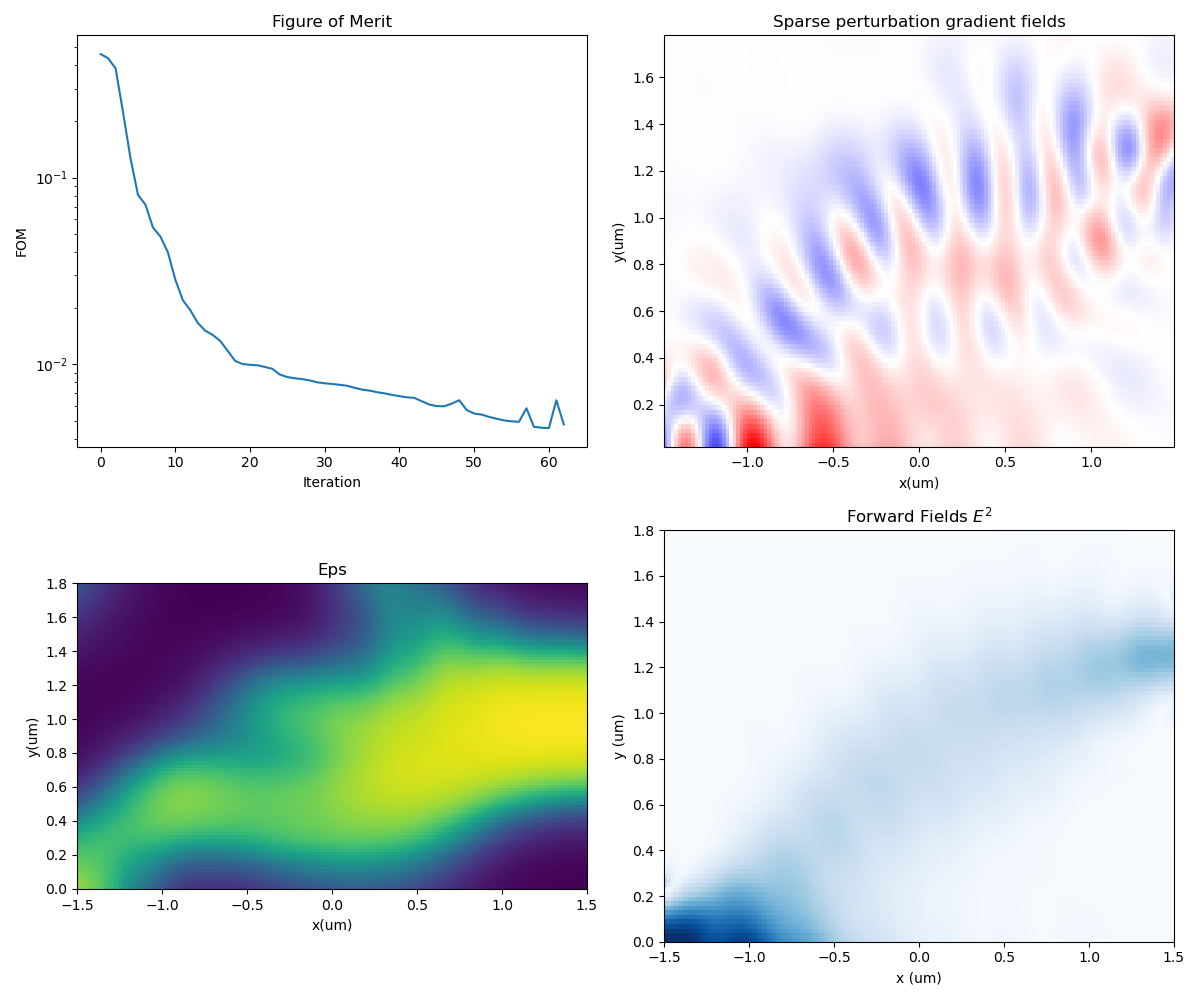 Figure of Merit
FOM
10⁻¹
10⁻²
0 10 20 30 40 50 60
Iteration
Sparse perturbation gradient fields
y(um)
1.6
1.4
1.2
1.0
0.8
0.6
0.4
0.2
−1.0 −0.5 0.0 0.5 1.0
x(um)
Eps
y(um)
1.8
1.6
1.4
1.2
1.0
0.8
0.6
0.4
0.2
0.0
−1.5 −1.0 −0.5 0.0 0.5 1.0 1.5
x(um)
Forward Fields E²
y (um)
1.8
1.6
1.4
1.2
1.0
0.8
0.6
0.4
0.2
0.0
−1.5 −1.0 −0.5 0.0 0.5 1.0 1.5
x (um)